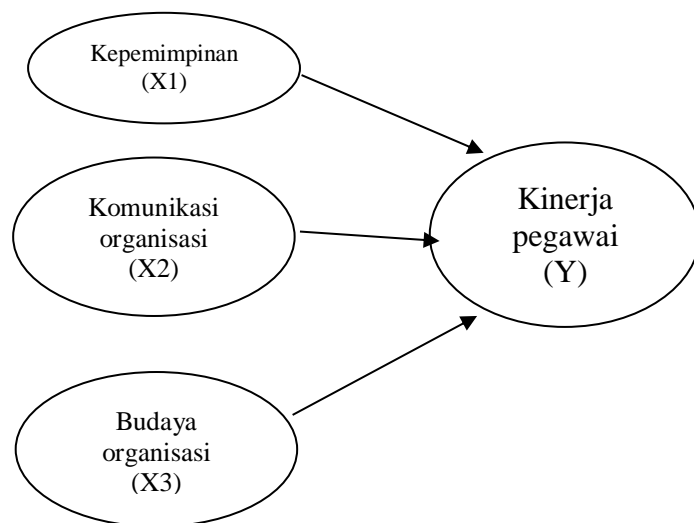 Kepemimpinan
(X1)
Komunikasi
organisasi
(X2)
Kinerja
pegawai
(Y)
Budaya
organisasi
(X3)